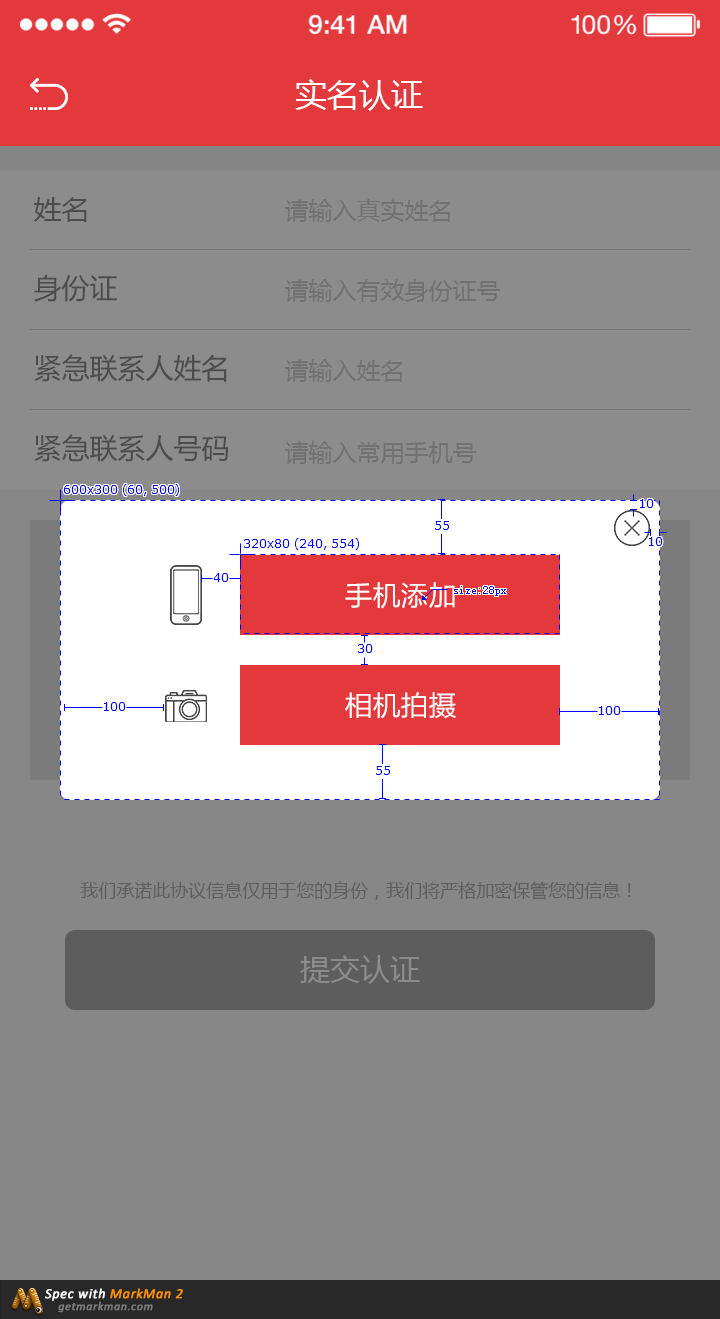 9:41 AM 100%
实名认证
姓名 请输入真实姓名
身份证 请输入有效身份证号
紧急联系人姓名 请输入姓名
紧急联系人号码 请输入常用手机号
600x300 (60, 500)
10
55
10
320x80 (240, 554)
40
手机添加
size:28px
30
100
相机拍摄
100
55
我们承诺此协议信息仅用于您的身份，我们将严格加密保管您的信息！
提交认证
Spec with MarkMan 2
getmarkman.com